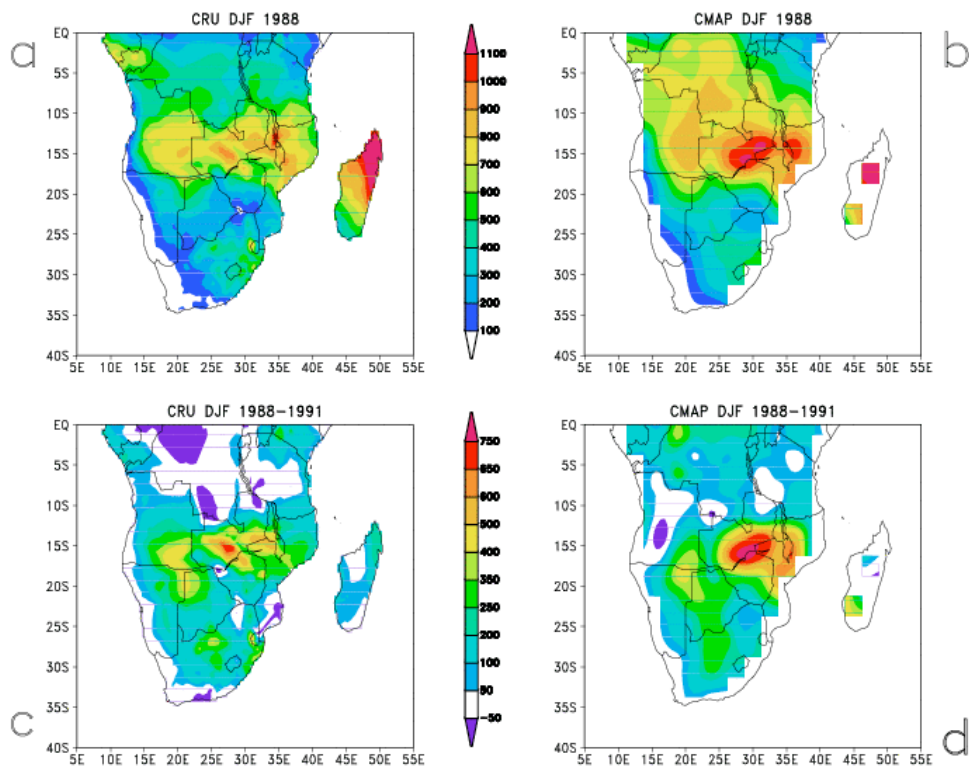 CRU DJF 1988
CMAP DJF 1988
a
b
EQ
5S
10S
15S
20S
25S
30S
35S
40S
5E 10E 15E 20E 25E 30E 35E 40E 45E 50E 55E
1100
1000
900
800
700
600
500
400
300
200
100
EQ
5S
10S
15S
20S
25S
30S
35S
40S
5E 10E 15E 20E 25E 30E 35E 40E 45E 50E 55E
CRU DJF 1988-1991
CMAP DJF 1988-1991
EQ
5S
10S
15S
20S
25S
30S
35S
40S
5E 10E 15E 20E 25E 30E 35E 40E 45E 50E 55E
c
750
650
600
500
400
350
250
200
100
50
-50
EQ
5S
10S
15S
20S
25S
30S
35S
40S
5E 10E 15E 20E 25E 30E 35E 40E 45E 50E 55E
d